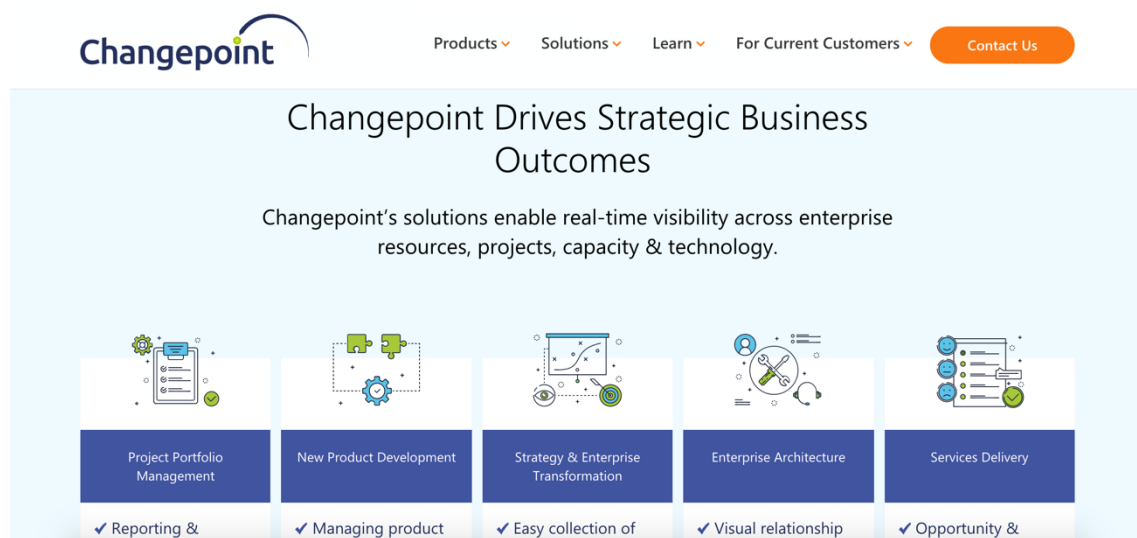 Changepoint
Products
Solutions
Learn
For Current Customers
Contact Us
Changepoint Drives Strategic Business
Outcomes
Changepoint’s solutions enable real-time visibility across enterprise
resources, projects, capacity & technology.
Project Portfolio
Management
New Product Development
Strategy & Enterprise
Transformation
Enterprise Architecture
Services Delivery
Reporting &
Managing product
Easy collection of
Visual relationship
Opportunity &